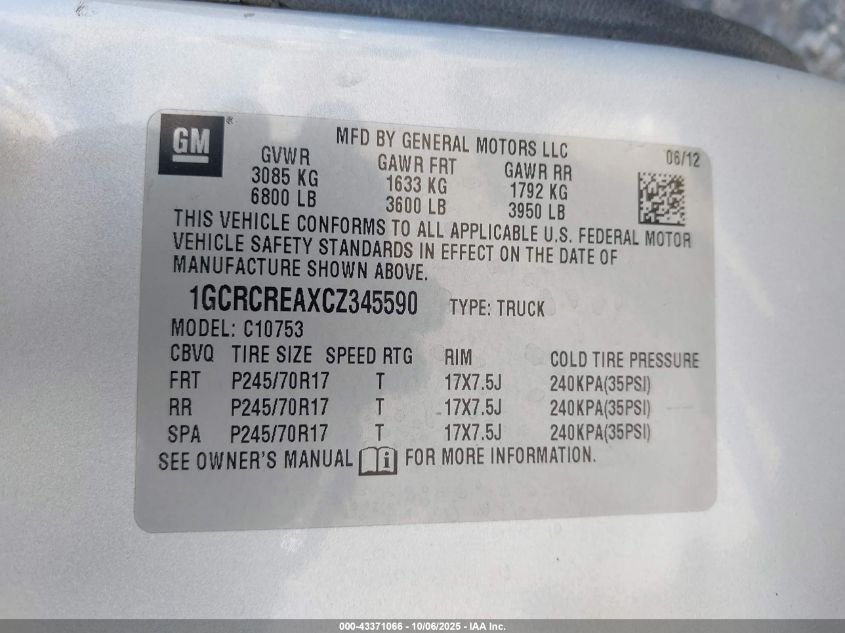 GM®
MFD BY GENERAL MOTORS LLC
06/12
GVWR GAWR FRT GAWR RR
3085 KG 1633 KG 1792 KG
6800 LB 3600 LB 3950 LB
THIS VEHICLE CONFORMS TO ALL APPLICABLE U.S. FEDERAL MOTOR
VEHICLE SAFETY STANDARDS IN EFFECT ON THE DATE OF
MANUFACTURE SHOWN ABOVE.
1GCRCREAXCZ345590 TYPE: TRUCK
MODEL: C10753
CBVQ TIRE SIZE SPEED RTG RIM COLD TIRE PRESSURE
FRT P245/70R17 T 17X7.5J 240KPA(35PSI)
RR P245/70R17 T 17X7.5J 240KPA(35PSI)
SPA P245/70R17 T 17X7.5J 240KPA(35PSI)
SEE OWNER'S MANUAL i FOR MORE INFORMATION.
000-43371066 - 10/06/2025 - IAA Inc.